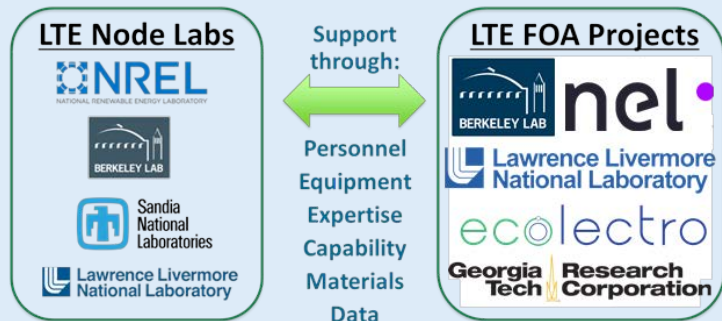 LTE Node Labs
NREL
NATIONAL RENEWABLE ENERGY LABORATORY
BERKELEY LAB
Sandia
National
Laboratories
Lawrence Livermore
National Laboratory
Support
through:
Personnel
Equipment
Expertise
Capability
Materials
Data
LTE FOA Projects
BERKELEY LAB
nel
Lawrence Livermore
National Laboratory
ecolectro
Georgia Research
Tech Corporation